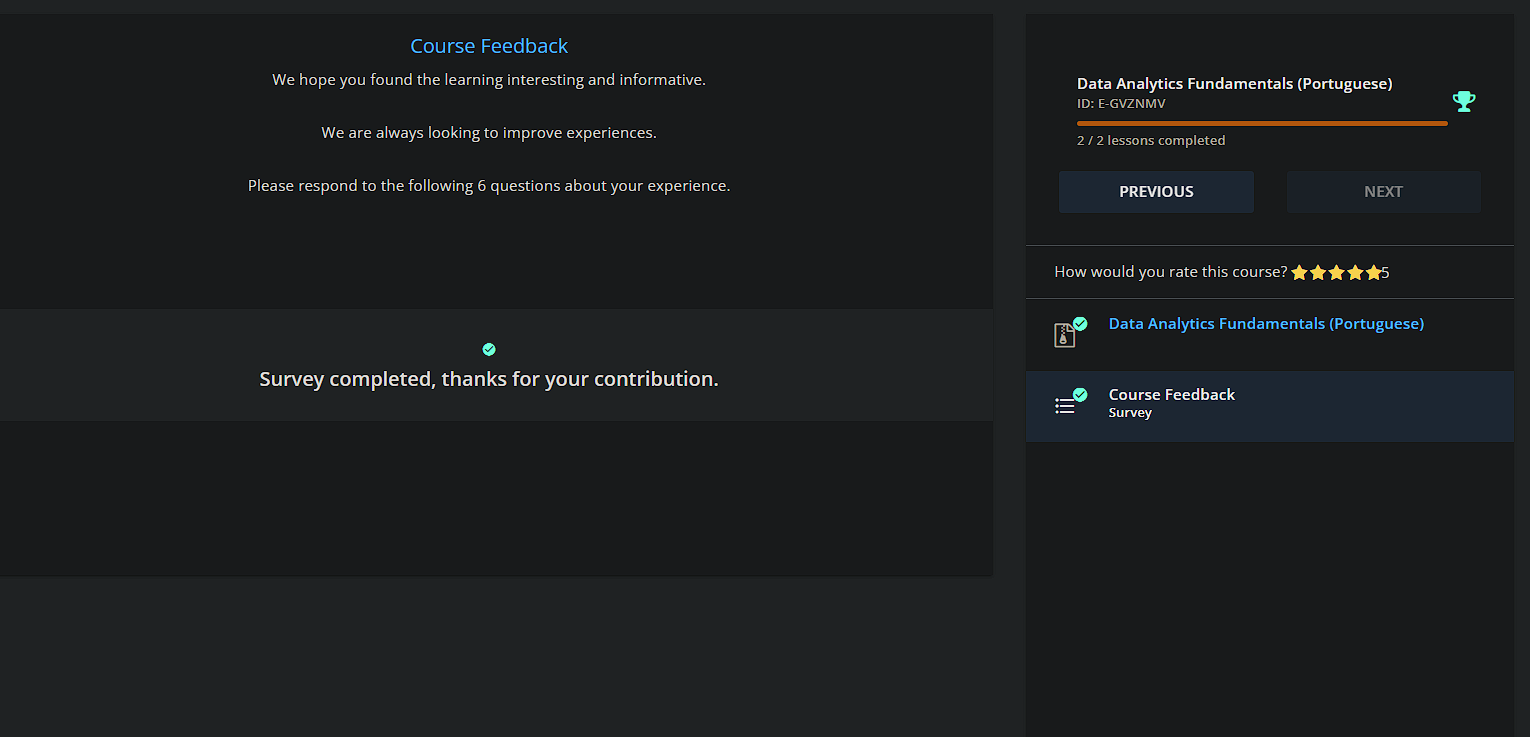 Course Feedback
We hope you found the learning interesting and informative.
We are always looking to improve experiences.
Please respond to the following 6 questions about your experience.
Survey completed, thanks for your contribution.
Data Analytics Fundamentals (Portuguese)
ID: E-GVZNMV
2 / 2 lessons completed
PREVIOUS
NEXT
How would you rate this course? 5
Data Analytics Fundamentals (Portuguese)
Course Feedback
Survey